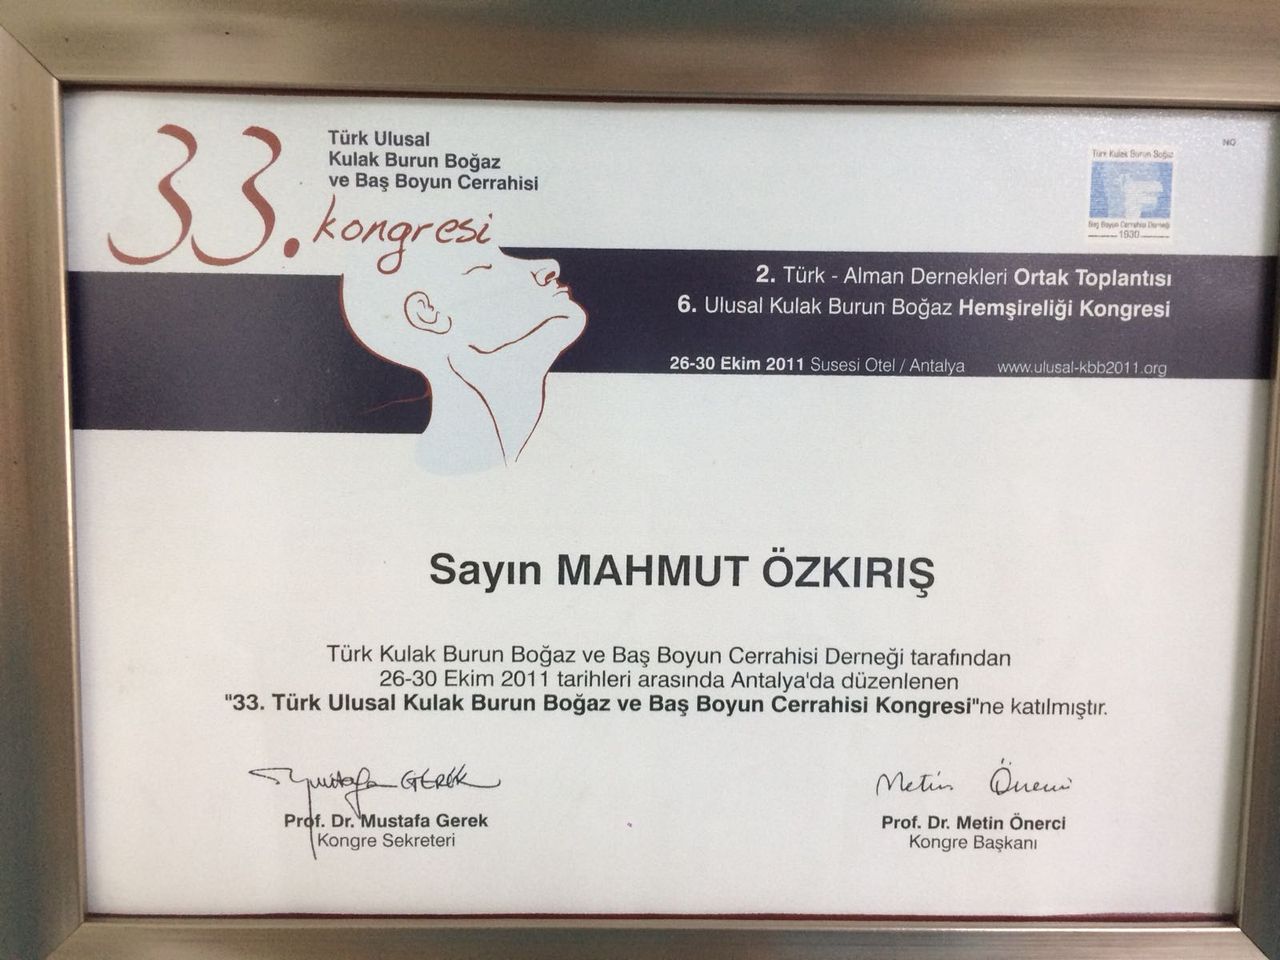 33. kongresi
Türk Ulusal
Kulak Burun Boğaz
ve Baş Boyun Cerrahisi
NO
Türk Kulak Burun Boğaz
Baş Boyun Cerrahisi Derneği
1930
2. Türk - Alman Dernekleri Ortak Toplantısı
6. Ulusal Kulak Burun Boğaz Hemşireliği Kongresi
26-30 Ekim 2011 Susesi Otel / Antalya www.ulusal-kbb2011.org
Sayın MAHMUT ÖZKIRIŞ
Türk Kulak Burun Boğaz ve Baş Boyun Cerrahisi Derneği tarafından
26-30 Ekim 2011 tarihleri arasında Antalya'da düzenlenen
"33. Türk Ulusal Kulak Burun Boğaz ve Baş Boyun Cerrahisi Kongresi"ne katılmıştır.
Mustafa GEREK
Prof. Dr. Mustafa Gerek
Kongre Sekreteri
Metin Önerci
Prof. Dr. Metin Önerci
Kongre Başkanı